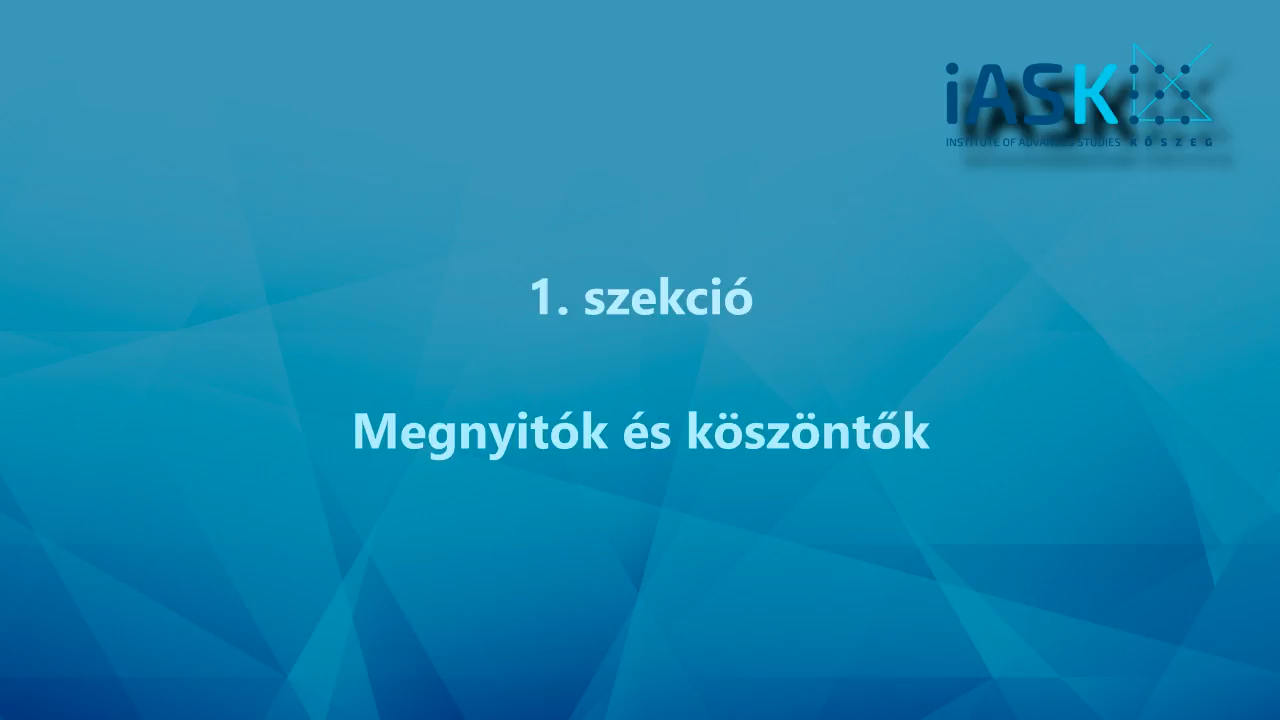 iASK
INSTITUTE OF ADVANCED STUDIES KŐSZEG
1. szekció
Megnyitók és köszöntők